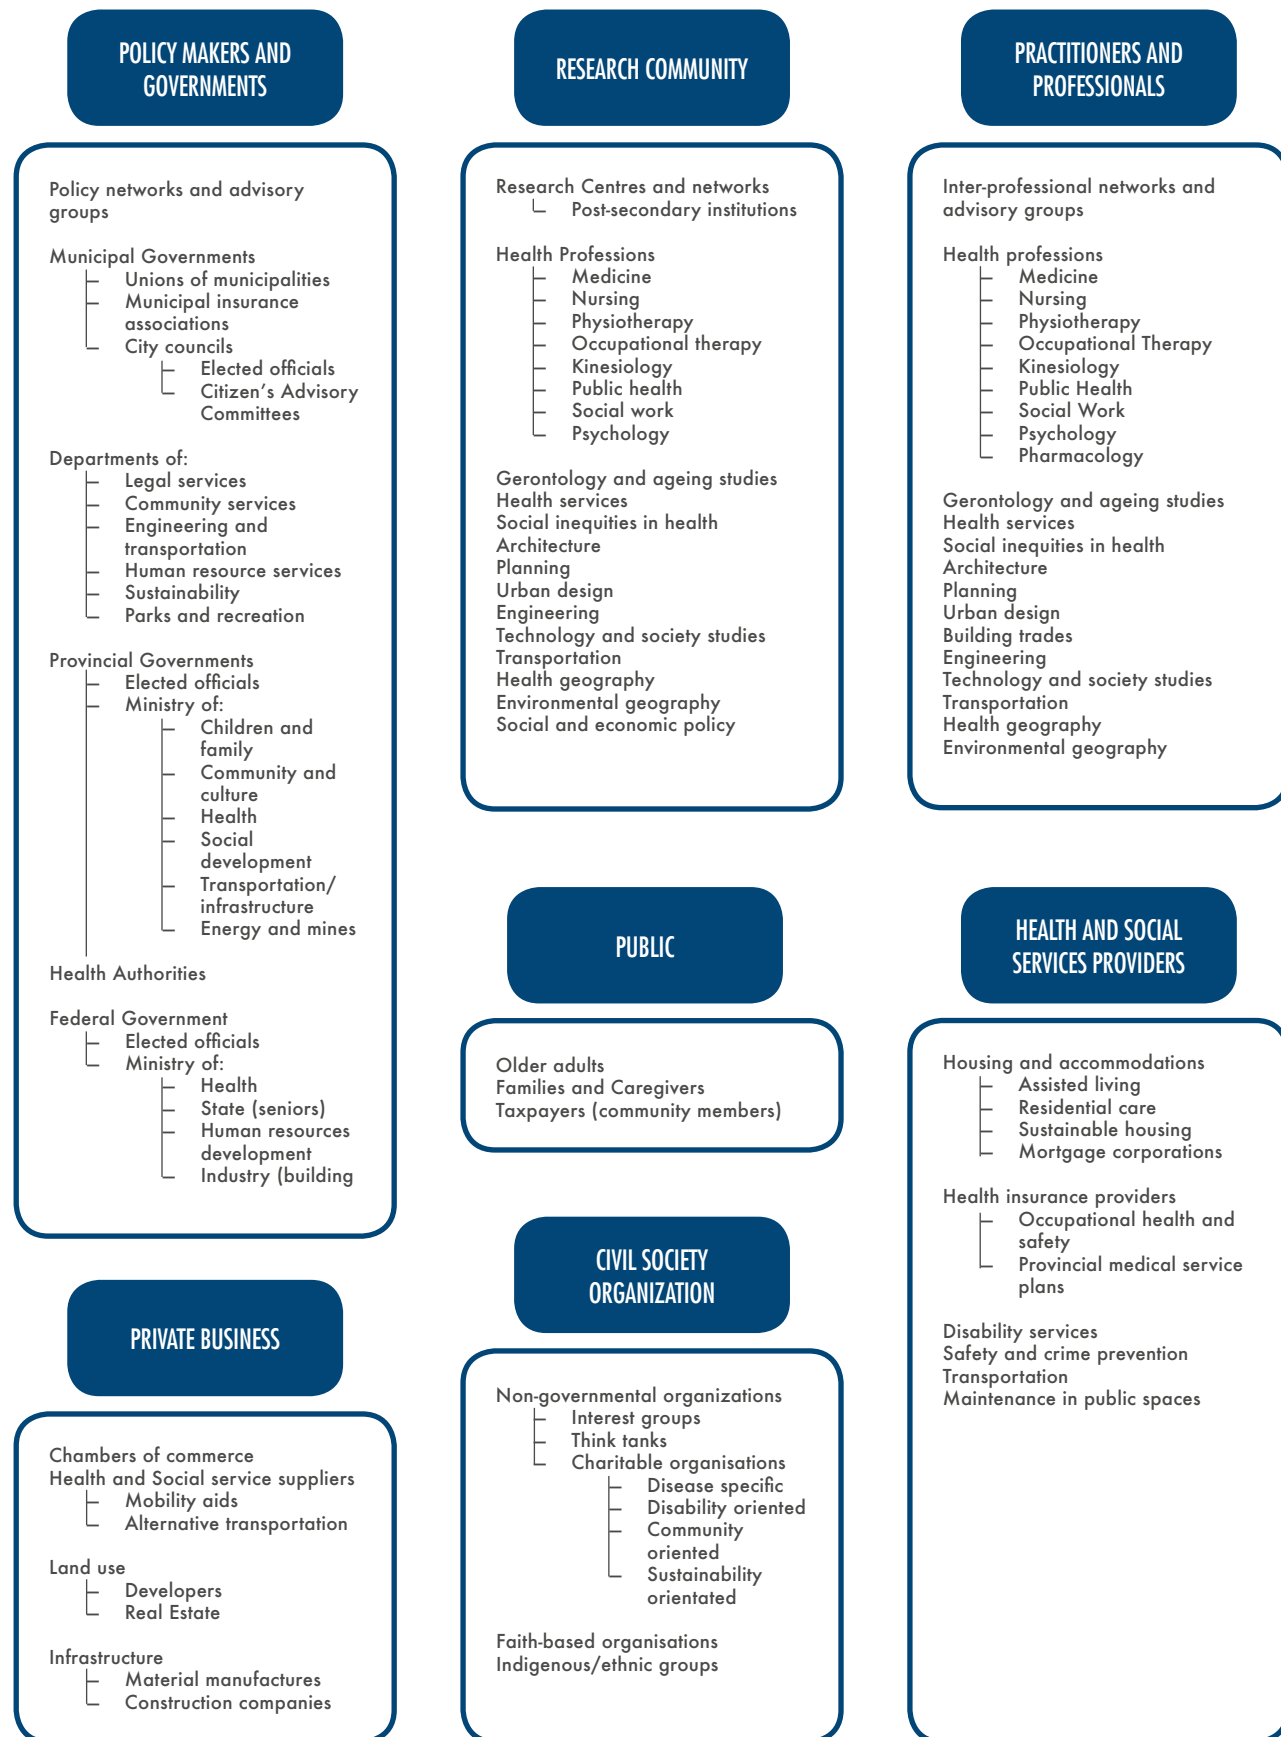 POLICY MAKERS AND
GOVERNMENTS
Policy networks and advisory
groups
Municipal Governments
Unions of municipalities
Municipal insurance
associations
City councils
Elected officials
Citizen's Advisory
Committees
Departments of:
Legal services
Community services
Engineering and
transportation
Human resource services
Sustainability
Parks and recreation
Provincial Governments
Elected officials
Ministry of:
Children and
family
Community and
culture
Health
Social
development
Transportation/
infrastructure
Energy and mines
Health Authorities
Federal Government
Elected officials
Ministry of:
Health
State (seniors)
Human resources
development
Industry (building
PRIVATE BUSINESS
Chambers of commerce
Health and Social service suppliers
Mobility aids
Alternative transportation
Land use
Developers
Real Estate
Infrastructure
Material manufactures
Construction companies
RESEARCH COMMUNITY
Research Centres and networks
Post-secondary institutions
Health Professions
Medicine
Nursing
Physiotherapy
Occupational therapy
Kinesiology
Public health
Social work
Psychology
Gerontology and ageing studies
Health services
Social inequities in health
Architecture
Planning
Urban design
Engineering
Technology and society studies
Transportation
Health geography
Environmental geography
Social and economic policy
PUBLIC
Older adults
Families and Caregivers
Taxpayers (community members)
CIVIL SOCIETY
ORGANIZATION
Non-governmental organizations
Interest groups
Think tanks
Charitable organisations
Disease specific
Disability oriented
Community
oriented
Sustainability
orientated
Faith-based organisations
Indigenous/ethnic groups
PRACTITIONERS AND
PROFESSIONALS
Inter-professional networks and
advisory groups
Health professions
Medicine
Nursing
Physiotherapy
Occupational Therapy
Kinesiology
Public Health
Social Work
Psychology
Pharmacology
Gerontology and ageing studies
Health services
Social inequities in health
Architecture
Planning
Urban design
Building trades
Engineering
Technology and society studies
Transportation
Health geography
Environmental geography
HEALTH AND SOCIAL
SERVICES PROVIDERS
Housing and accommodations
Assisted living
Residential care
Sustainable housing
Mortgage corporations
Health insurance providers
Occupational health and
safety
Provincial medical service
plans
Disability services
Safety and crime prevention
Transportation
Maintenance in public spaces